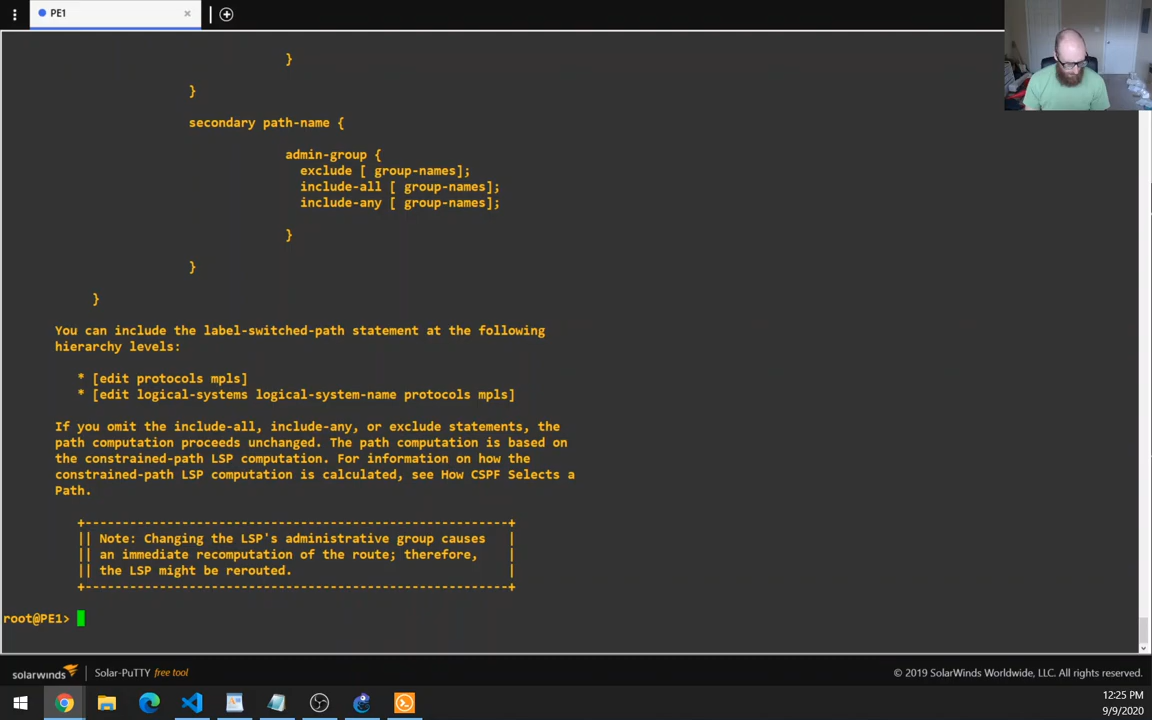 PE1
}
}
secondary path-name {
admin-group {
exclude [ group-names];
include-all [ group-names];
include-any [ group-names];
}
}
}
You can include the label-switched-path statement at the following
hierarchy levels:
* [edit protocols mpls]
* [edit logical-systems logical-system-name protocols mpls]
If you omit the include-all, include-any, or exclude statements, the
path computation proceeds unchanged. The path computation is based on
the constrained-path LSP computation. For information on how the
constrained-path LSP computation is calculated, see How CSPF Selects a
Path.
+----------------------------------------------------------+
|| Note: Changing the LSP's administrative group causes |
|| an immediate recomputation of the route; therefore, |
|| the LSP might be rerouted. |
+----------------------------------------------------------+
root@PE1>
solarwinds Solar-PuTTY free tool © 2019 SolarWinds Worldwide, LLC. All rights reserved.
12:25 PM
9/9/2020